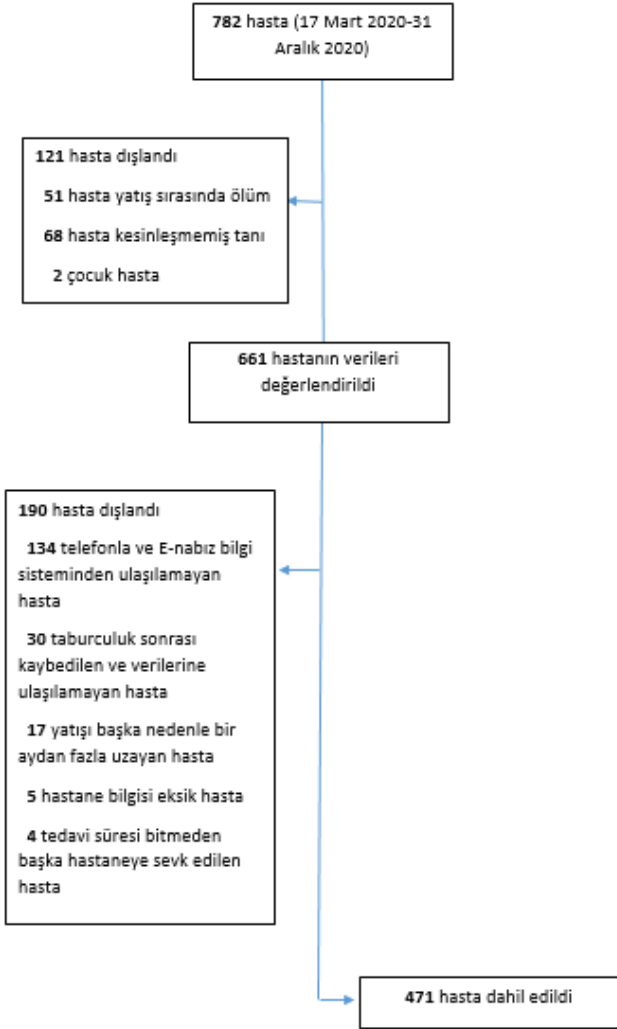 782 hasta (17 Mart 2020-31
Aralık 2020)
121 hasta dışlandı
51 hasta yatış sırasında ölüm
68 hasta kesinleşmemiş tanı
2 çocuk hasta
661 hastanın verileri
değerlendirildi
190 hasta dışlandı
134 telefonla ve E-nabız bilgi
sisteminden ulaşılamayan
hasta
30 taburculuk sonrası
kaybedilen ve verilerine
ulaşılamayan hasta
17 yatışı başka nedenle bir
aydan fazla uzayan hasta
5 hastane bilgisi eksik hasta
4 tedavi süresi bitmeden
başka hastaneye sevk edilen
hasta
471 hasta dahil edildi